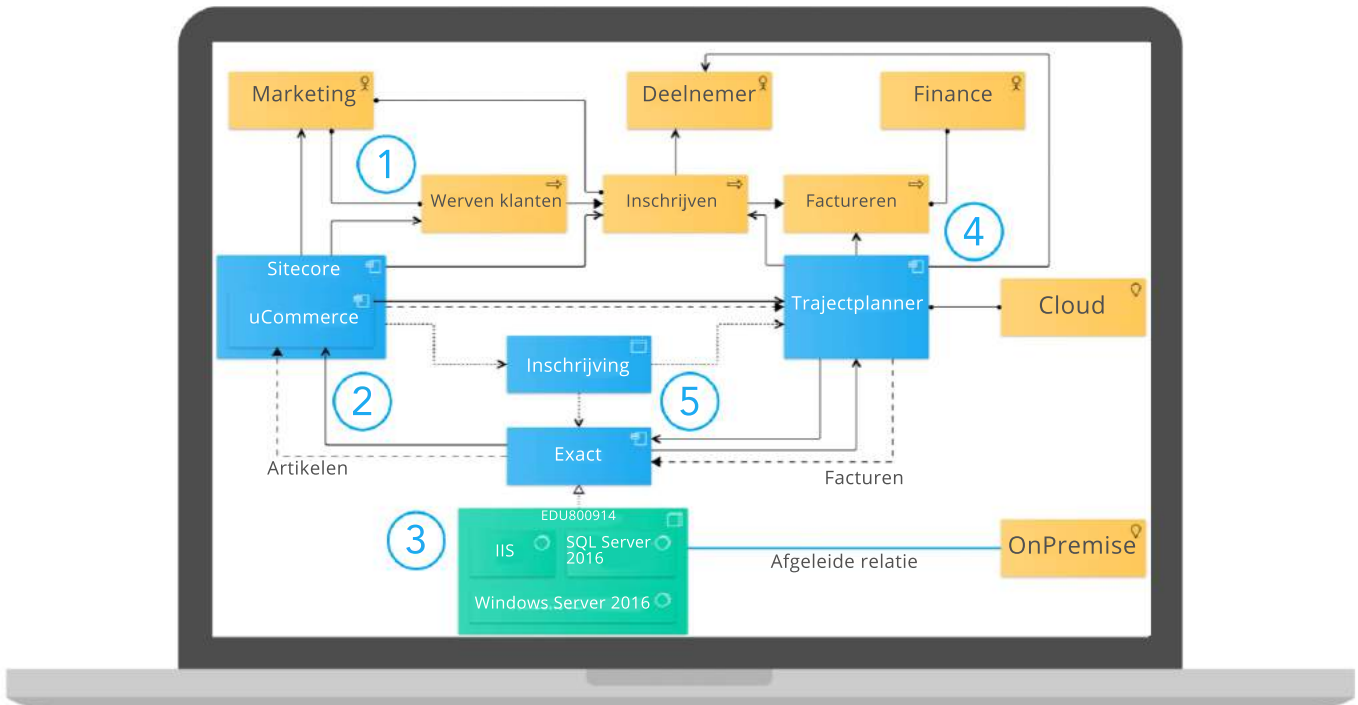 Marketing
Deelnemer
Finance
1
Werven klanten
Inschrijven
Factureren
4
Sitecore
uCommerce
Trajectplanner
Cloud
Inschrijving
2
5
Exact
Artikelen
Facturen
EDU800914
3
IIS
SQL Server
2016
OnPremise
Afgeleide relatie
Windows Server 2016